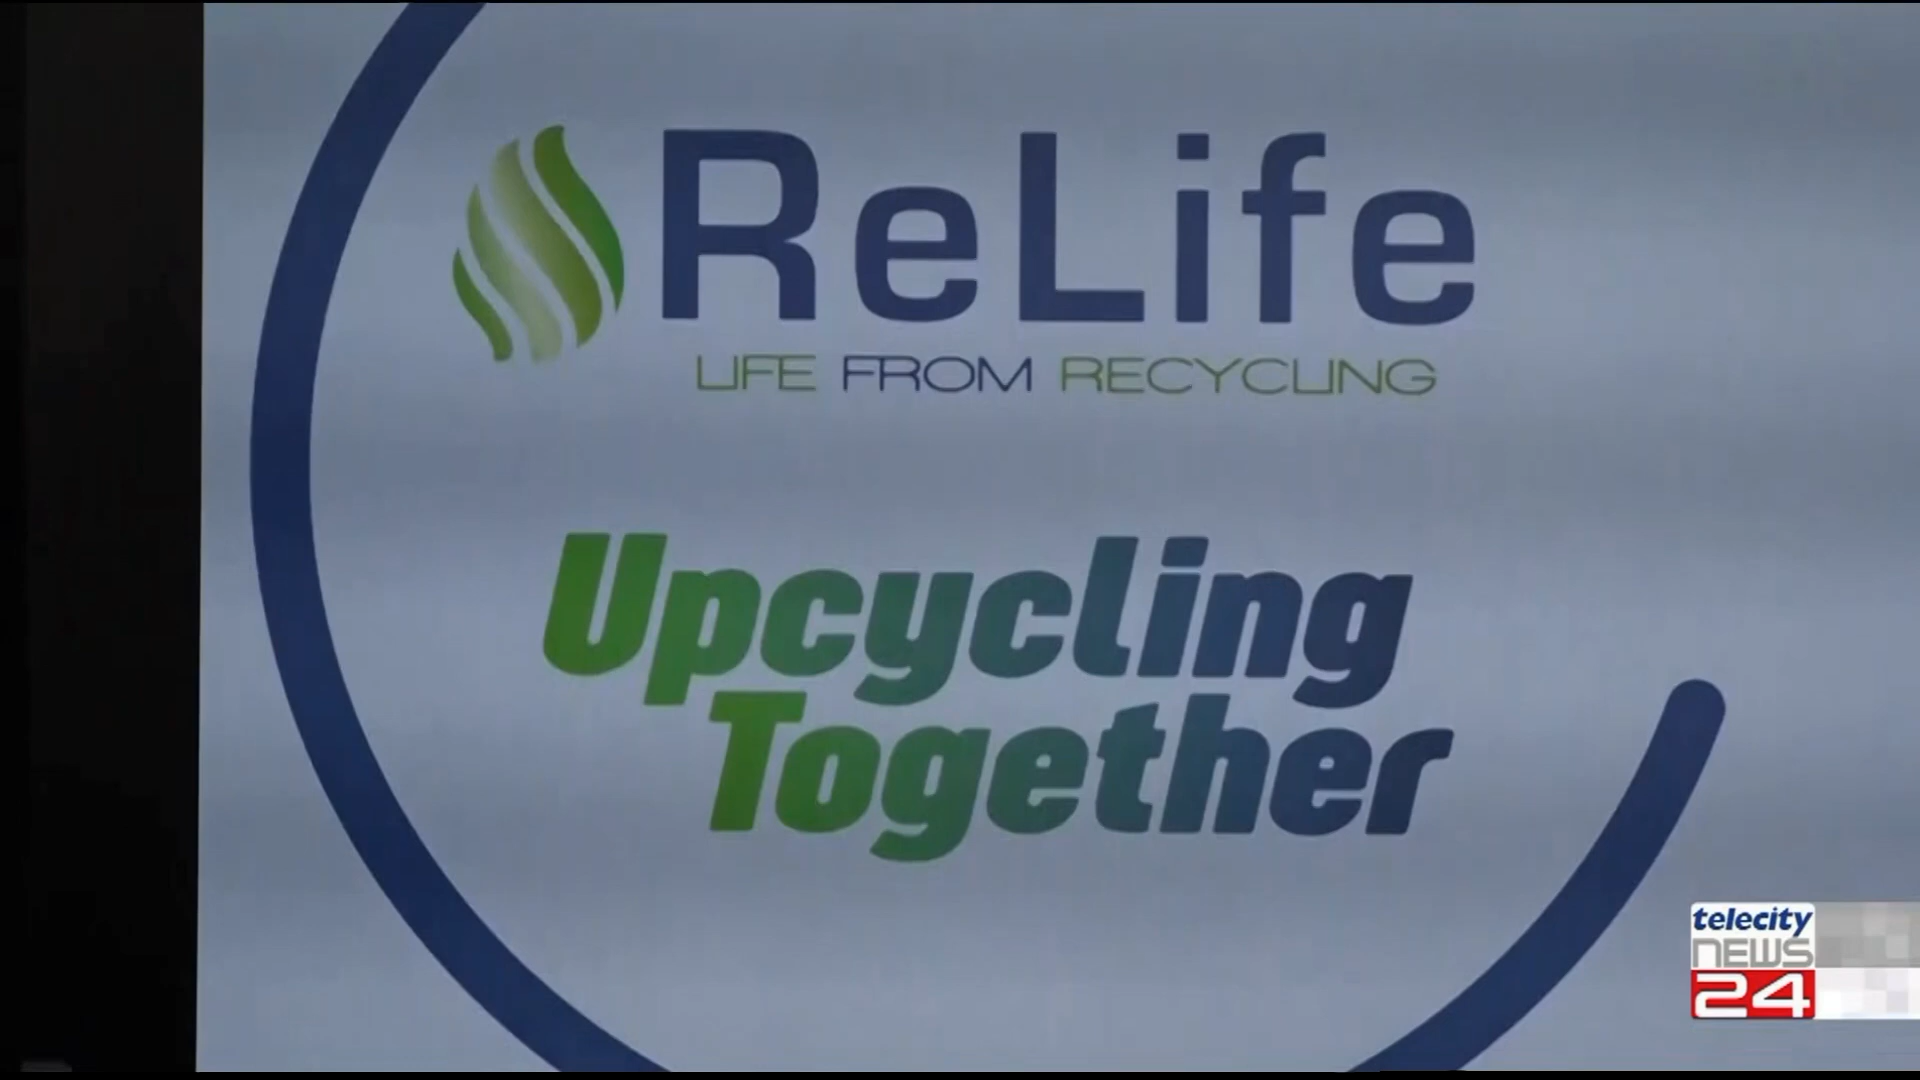 ReLife
LIFE FROM RECYCLING
Upcycling
Together
telecity
NEWS
24